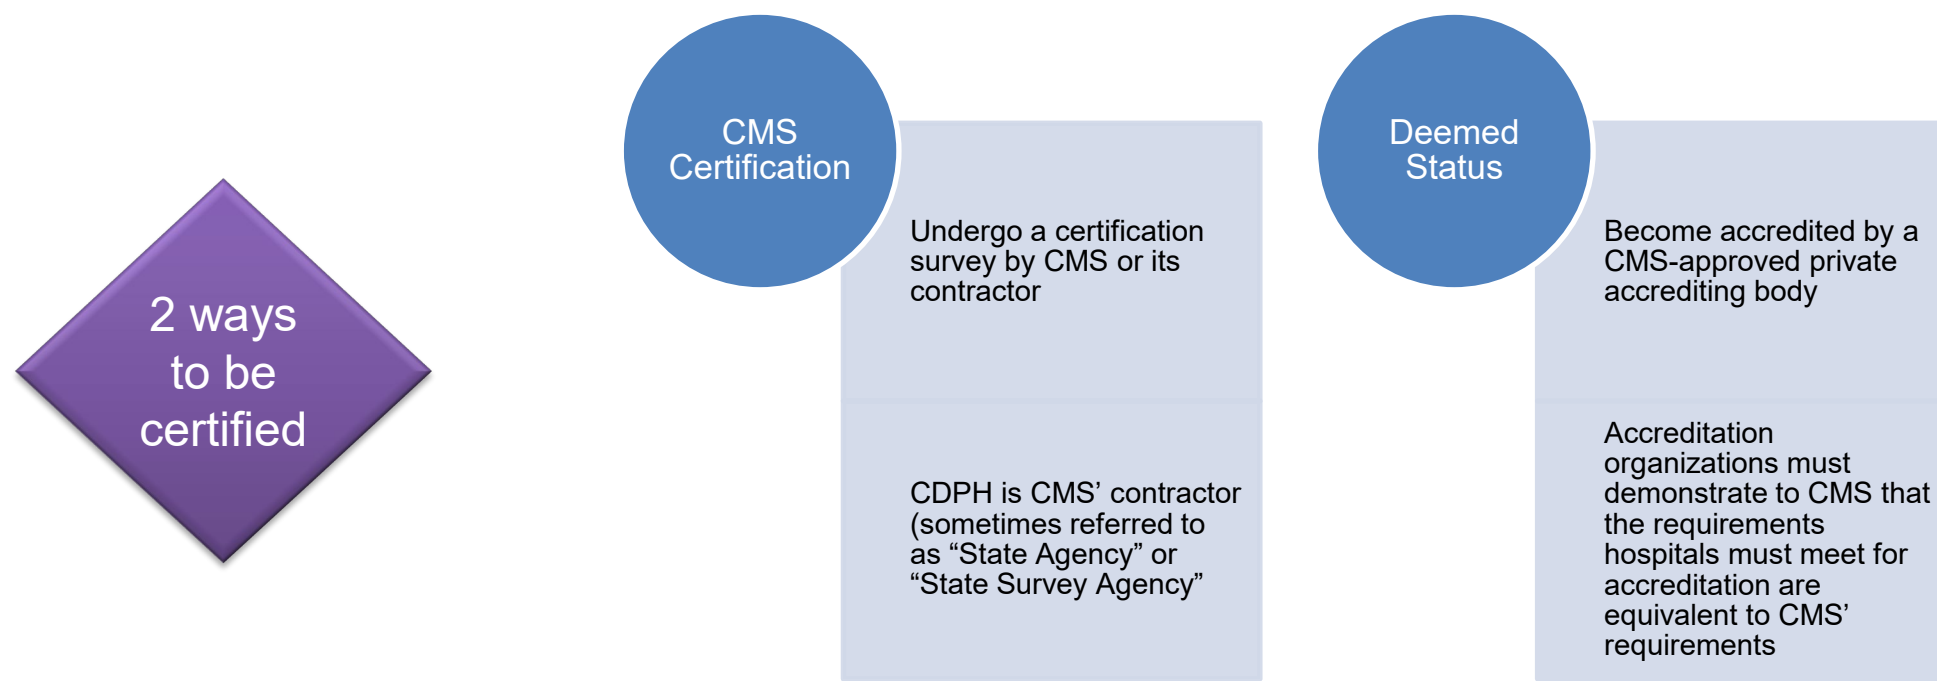 2 ways
to be
certified
CMS
Certification
Undergo a certification
survey by CMS or its
contractor
CDPH is CMS’ contractor
(sometimes referred to
as “State Agency” or
“State Survey Agency”
Deemed
Status
Become accredited by a
CMS-approved private
accrediting body
Accreditation
organizations must
demonstrate to CMS that
the requirements
hospitals must meet for
accreditation are
equivalent to CMS’
requirements